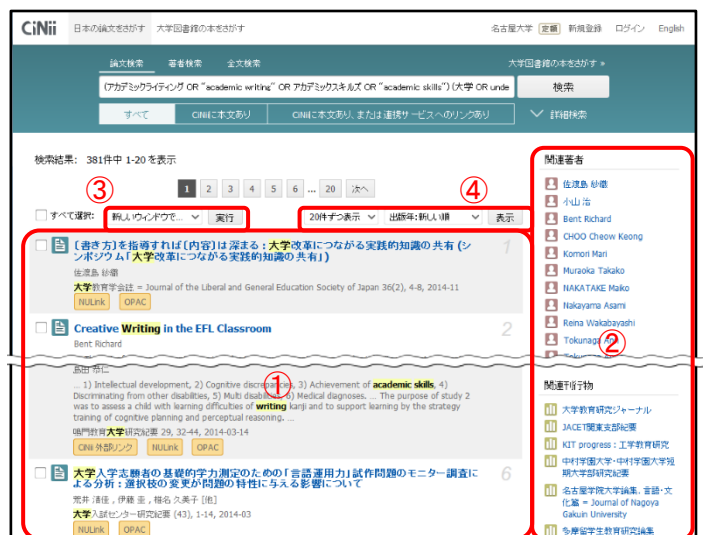 CiNii 日本の論文をさがす 大学図書館の本をさがす 名古屋大学 定額 新規登録 ログイン English
論文検索 著者検索 全文検索 大学図書館の本をさがす »
(アカデミックライティング OR "academic writing" OR アカデミックスキルズ OR "academic skills") (大学 OR unde 検索
すべて CiNiiに本文あり CiNiiに本文あり、または連携サービスへのリンクあり 詳細検索
検索結果: 381件中 1-20 を表示
1 2 3 4 5 6 ... 20 次へ
③ ④
すべて選択: 新しいウィンドウで... 実行 20件ずつ表示 出版年:新しい順 表示
〔書き方〕を指導すれば〔内容〕は深まる : 大学改革につながる実践的知識の共有 (シ
ンポジウム「大学改革につながる実践的知識の共有」) 1
佐渡島 紗織
大学教育学会誌 = Journal of the Liberal and General Education Society of Japan 36(2), 4-8, 2014-11
NULink OPAC
Creative Writing in the EFL Classroom 2
Bent Richard
島田 恭仁
... 1) Intellectual development, 2) Cognitive discrepancies, 3) Achievement of academic skills, 4)
Discriminating from other disabilities, 5) Multi disabilities, 6) Medical diagnoses. ... The purpose of study 2
was to assess a child with learning difficulties of writing kanji and to support learning by the strategy
training of cognitive planning and perceptual reasoning. ...
①
鳴門教育大学研究紀要 29, 32-44, 2014-03-14
CiNii 外部リンク NULink OPAC
大学入学志願者の基礎的学力測定のための「言語運用力」試作問題のモニター調査に
よる分析 : 選択枝の変更が問題の特性に与える影響について 6
荒井 清佳 , 伊藤 圭 , 椎名 久美子 [他]
大学入試センター研究紀要 (43), 1-14, 2014-03
NULink OPAC
関連著者
佐渡島 紗織
小山 治
Bent Richard
CHOO Cheow Keong
Komori Mari
Muraoka Takako
NAKATAKE Maiko
Nakayama Asami
Reina Wakabayashi
Tokunaga
②
関連刊行物
大学教育研究ジャーナル
JACET関東支部紀要
KIT progress : 工学教育研究
中村学園大学・中村学園大学短
期大学部研究紀要
名古屋学院大学論集. 言語・文
化篇 = Journal of Nagoya
Gakuin University
多摩留学生教育研究論集